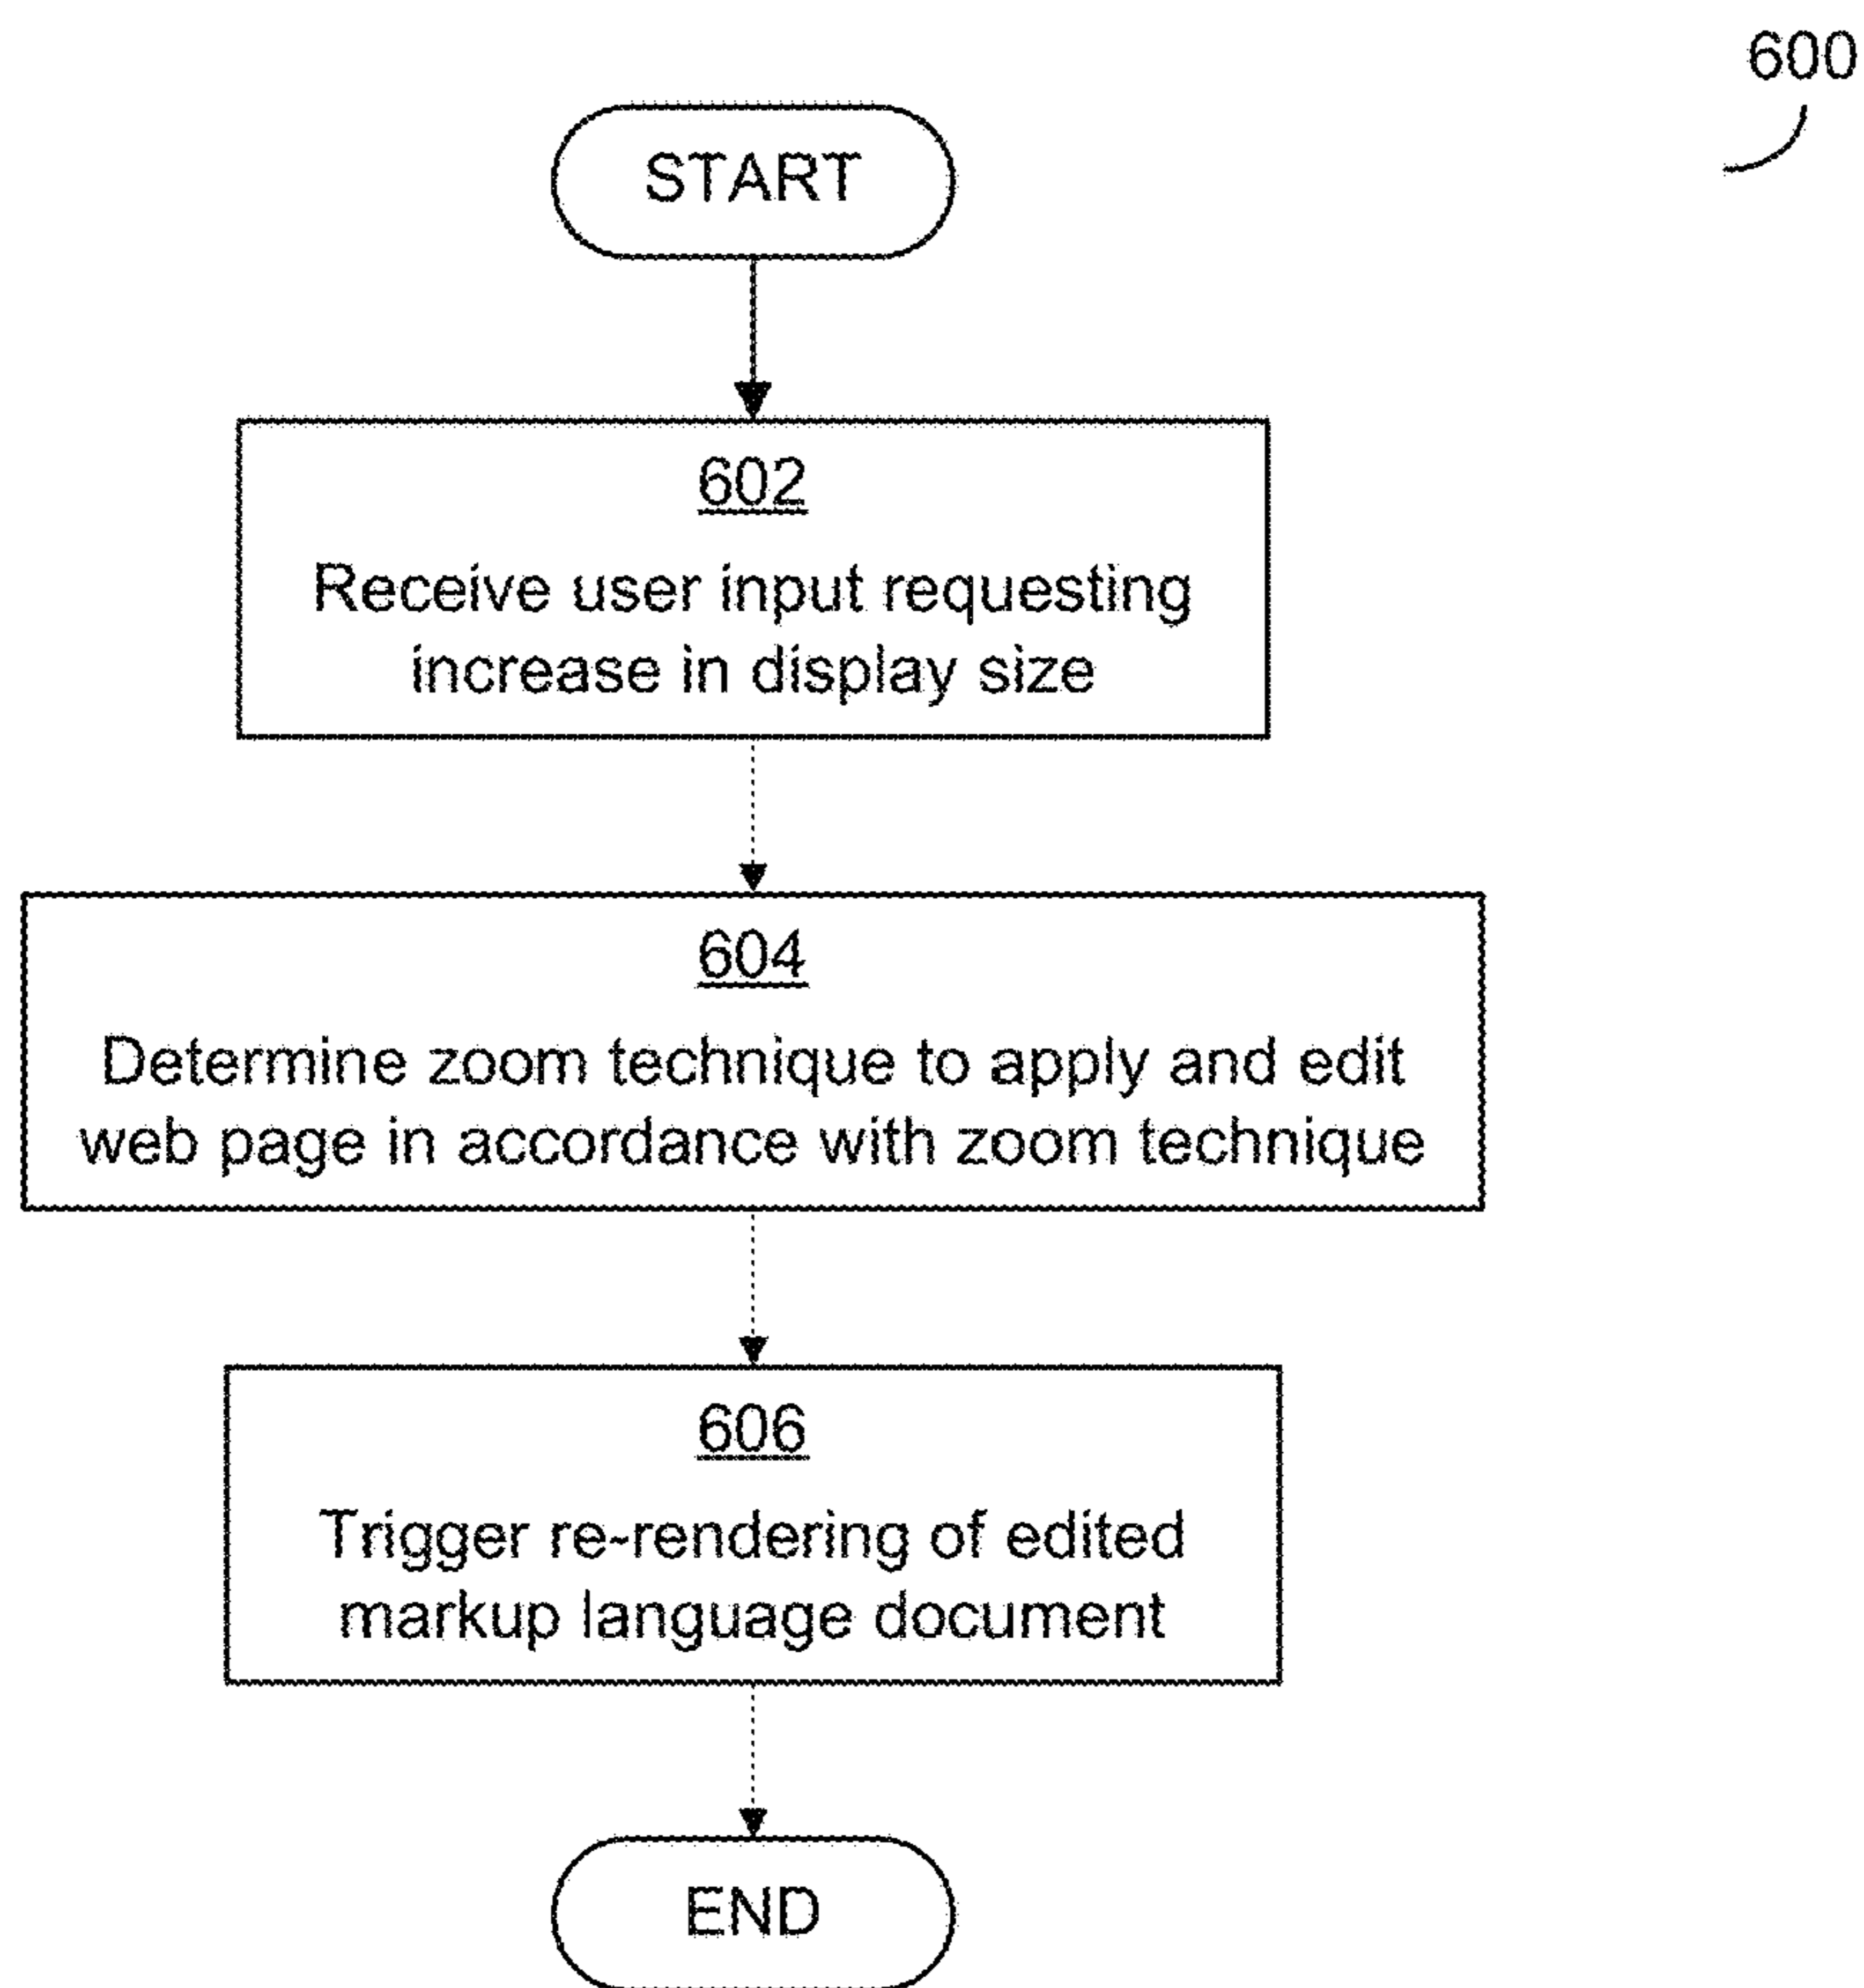 600
START
602
Receive user input requesting
increase in display size
604
Determine zoom technique to apply and edit
web page in accordance with zoom technique
606
Trigger re-rendering of edited
markup language document
END